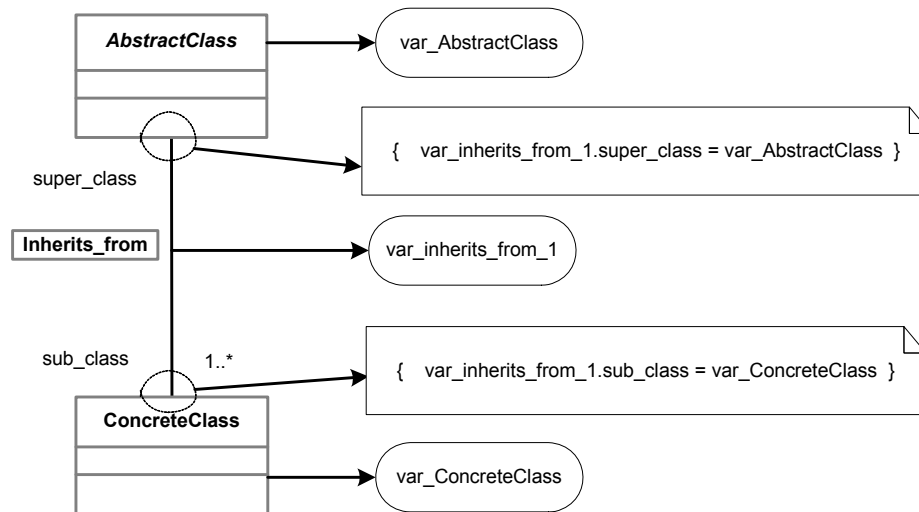 AbstractClass
var_AbstractClass
{ var_inherits_from_1.super_class = var_AbstractClass }
super_class
Inherits_from
var_inherits_from_1
sub_class
1..*
{ var_inherits_from_1.sub_class = var_ConcreteClass }
ConcreteClass
var_ConcreteClass